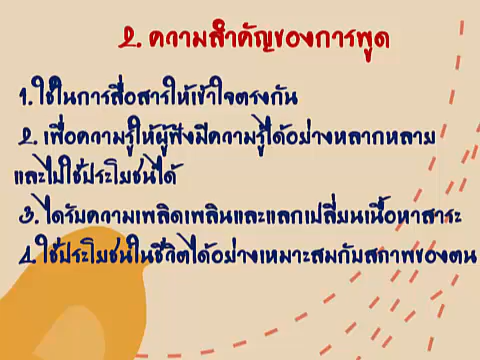 2. ความสำคัญของการพูด
1.ใช้ในการสื่อสารให้เข้าใจตรงกัน
2. เพื่อความรู้ให้ผู้ฟังมีความรู้ได้อย่างหลากหลาย
และไปใช้ประโยชน์ได้
3. ได้รับความเพลิดเพลินและแลกเปลี่ยนเนื้อหาสาระ
4. ใช้ประโยชน์ในชีวิตได้อย่างเหมาะสมกับสภาพของตน